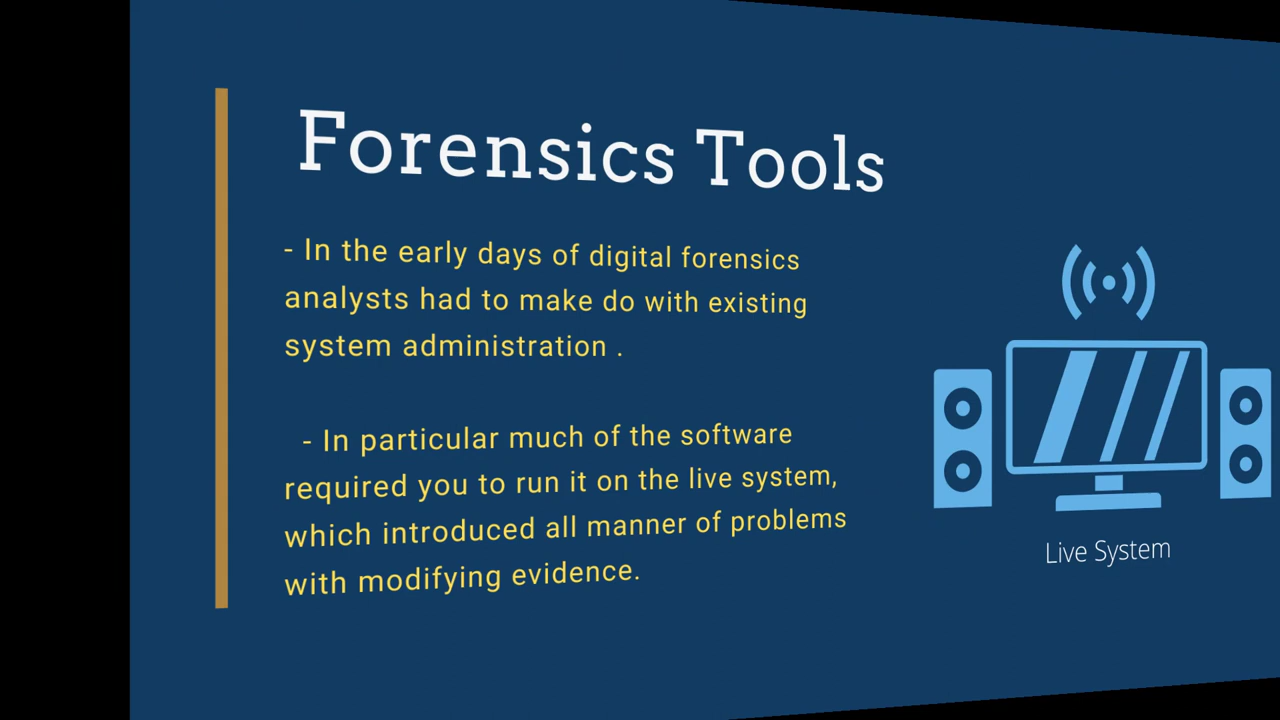 Forensics Tools
- In the early days of digital forensics
analysts had to make do with existing
system administration .
- In particular much of the software
required you to run it on the live system,
which introduced all manner of problems
with modifying evidence.
Live System